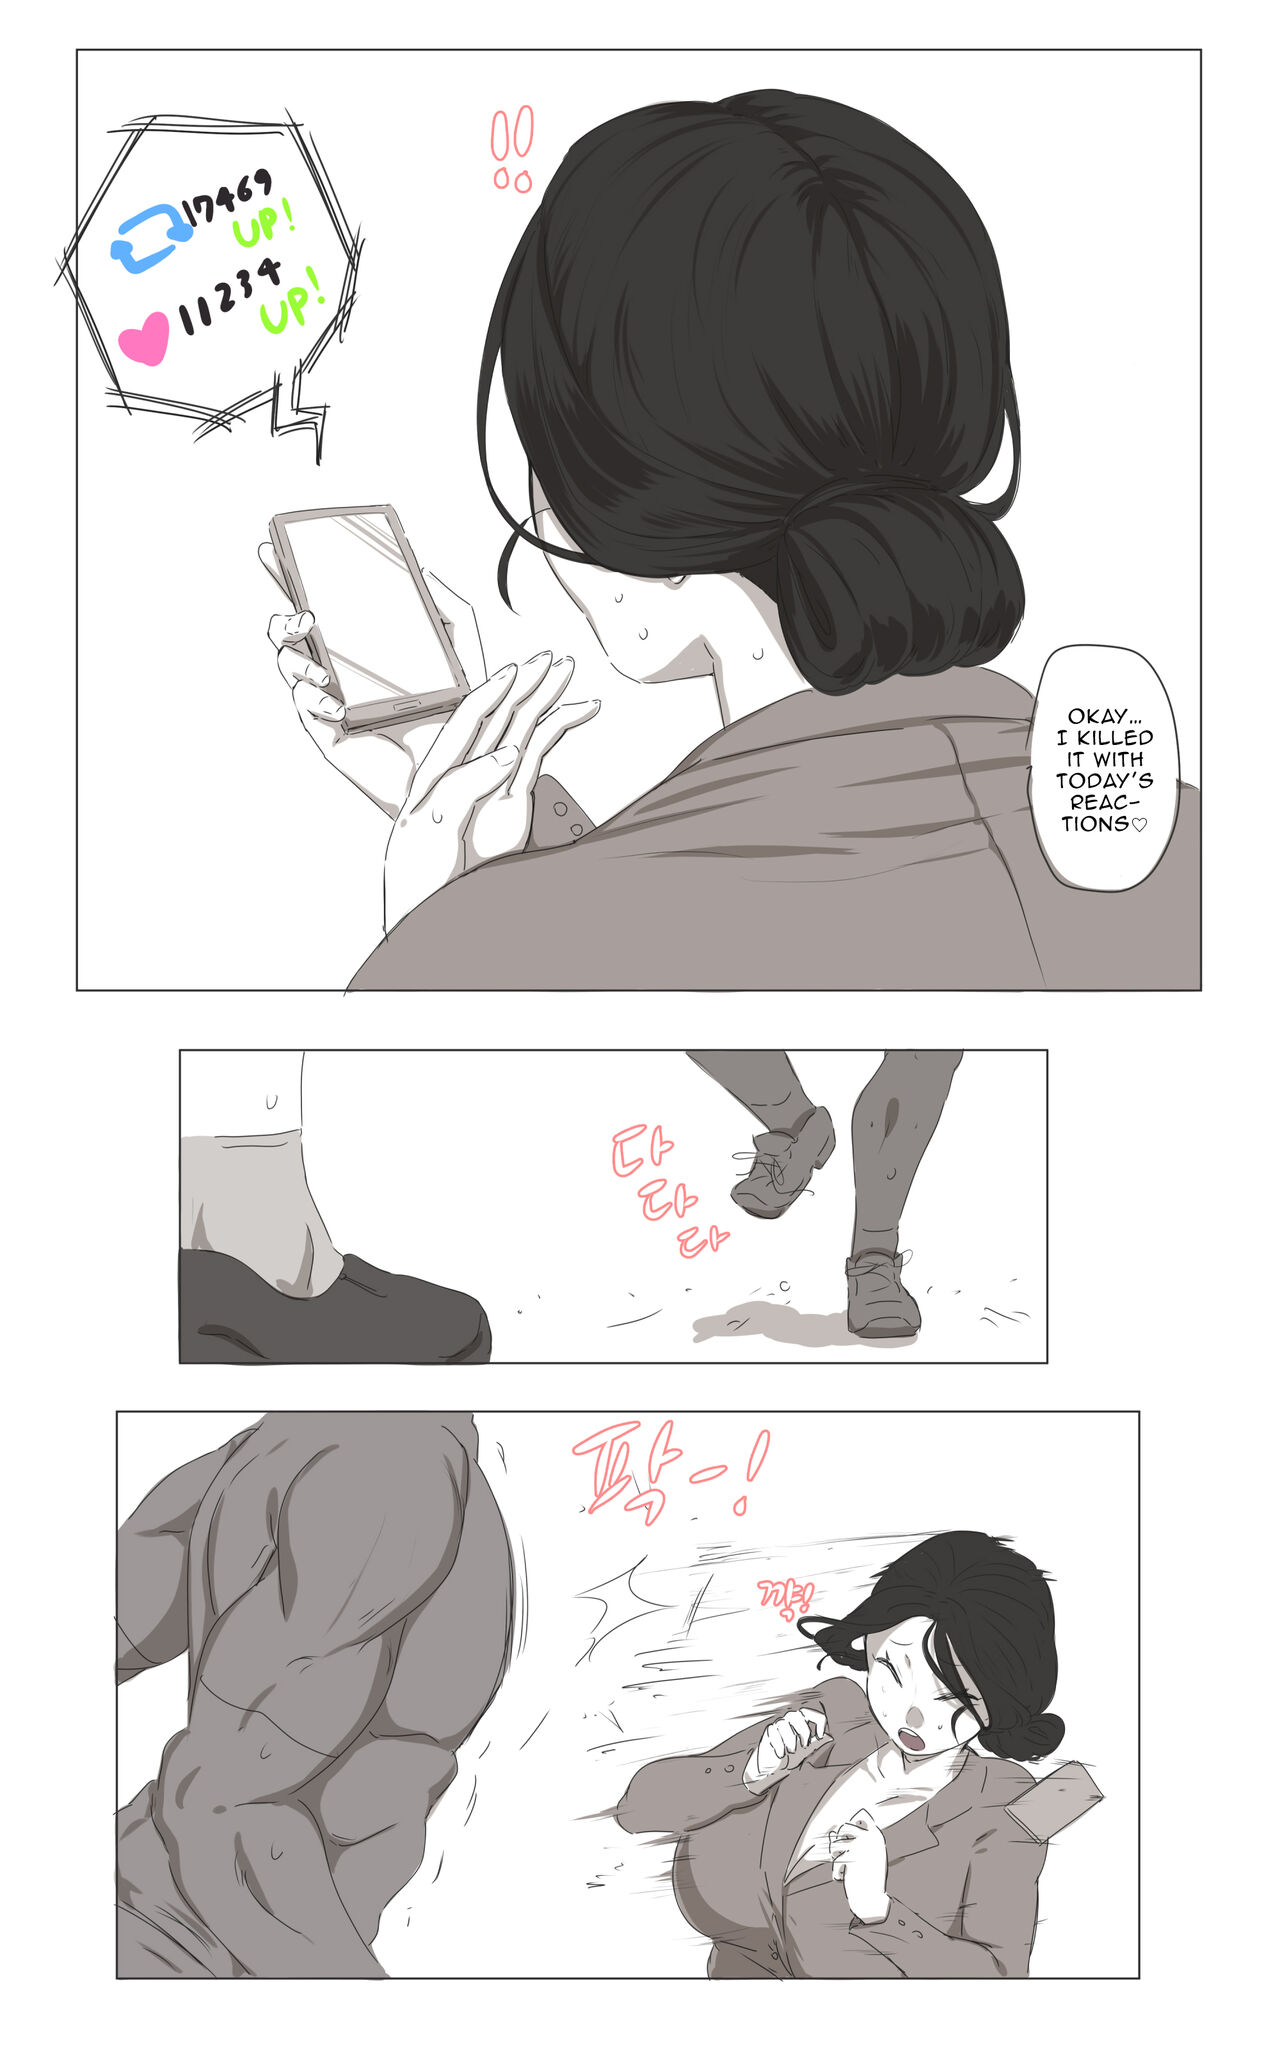 !!
17469
UP!
11234
UP!
OKAY...
I KILLED
IT WITH
TODAY'S
REAC-
TIONS♡
다
다
다
팍-!
꺅!